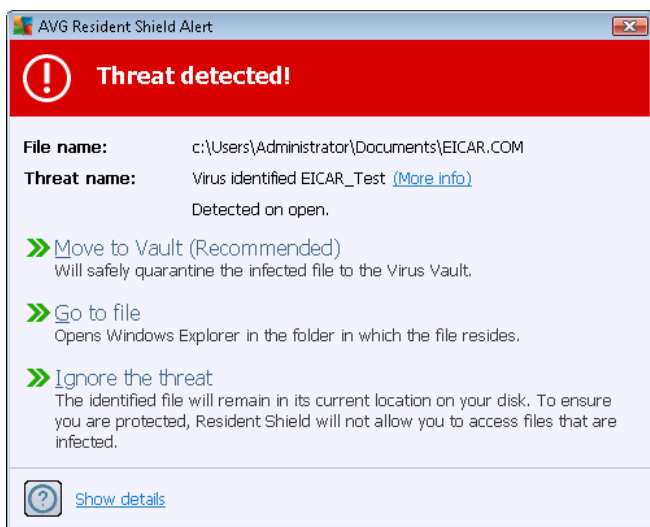 AVG Resident Shield Alert
Threat detected!
File name: c:\Users\Administrator\Documents\EICAR.COM
Threat name: Virus identified EICAR_Test (More info)
Detected on open.
Move to Vault (Recommended)
Will safely quarantine the infected file to the Virus Vault.
Go to file
Opens Windows Explorer in the folder in which the file resides.
Ignore the threat
The identified file will remain in its current location on your disk. To ensure
you are protected, Resident Shield will not allow you to access files that are
infected.
Show details